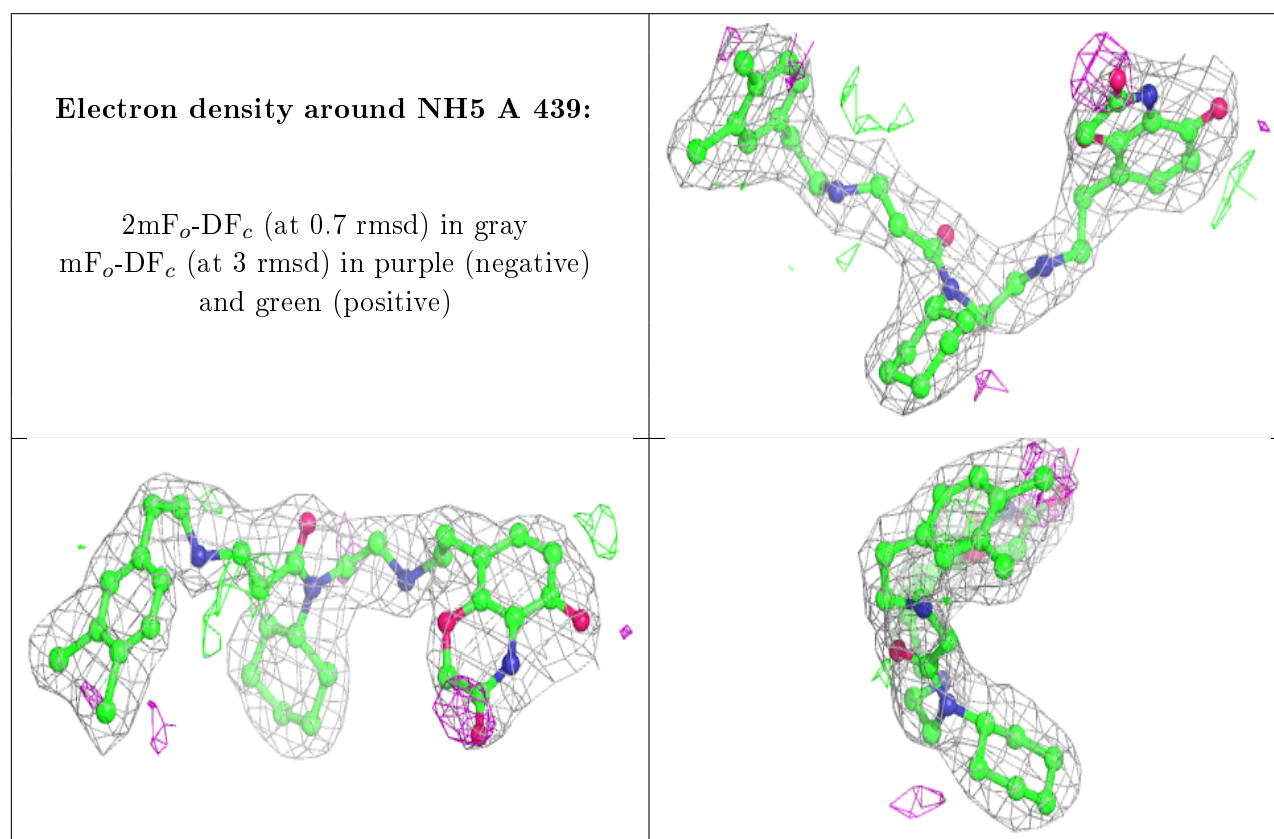 Electron density around NH5 A 439:
2mFₒ-DF𝒸 (at 0.7 rmsd) in gray
mFₒ-DF𝒸 (at 3 rmsd) in purple (negative)
and green (positive)